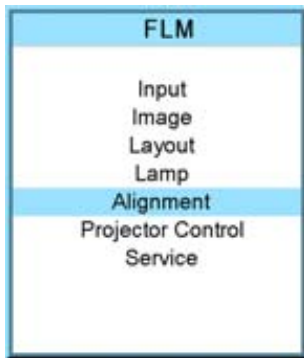 FLM
Input
Image
Layout
Lamp
Alignment
Projector Control
Service